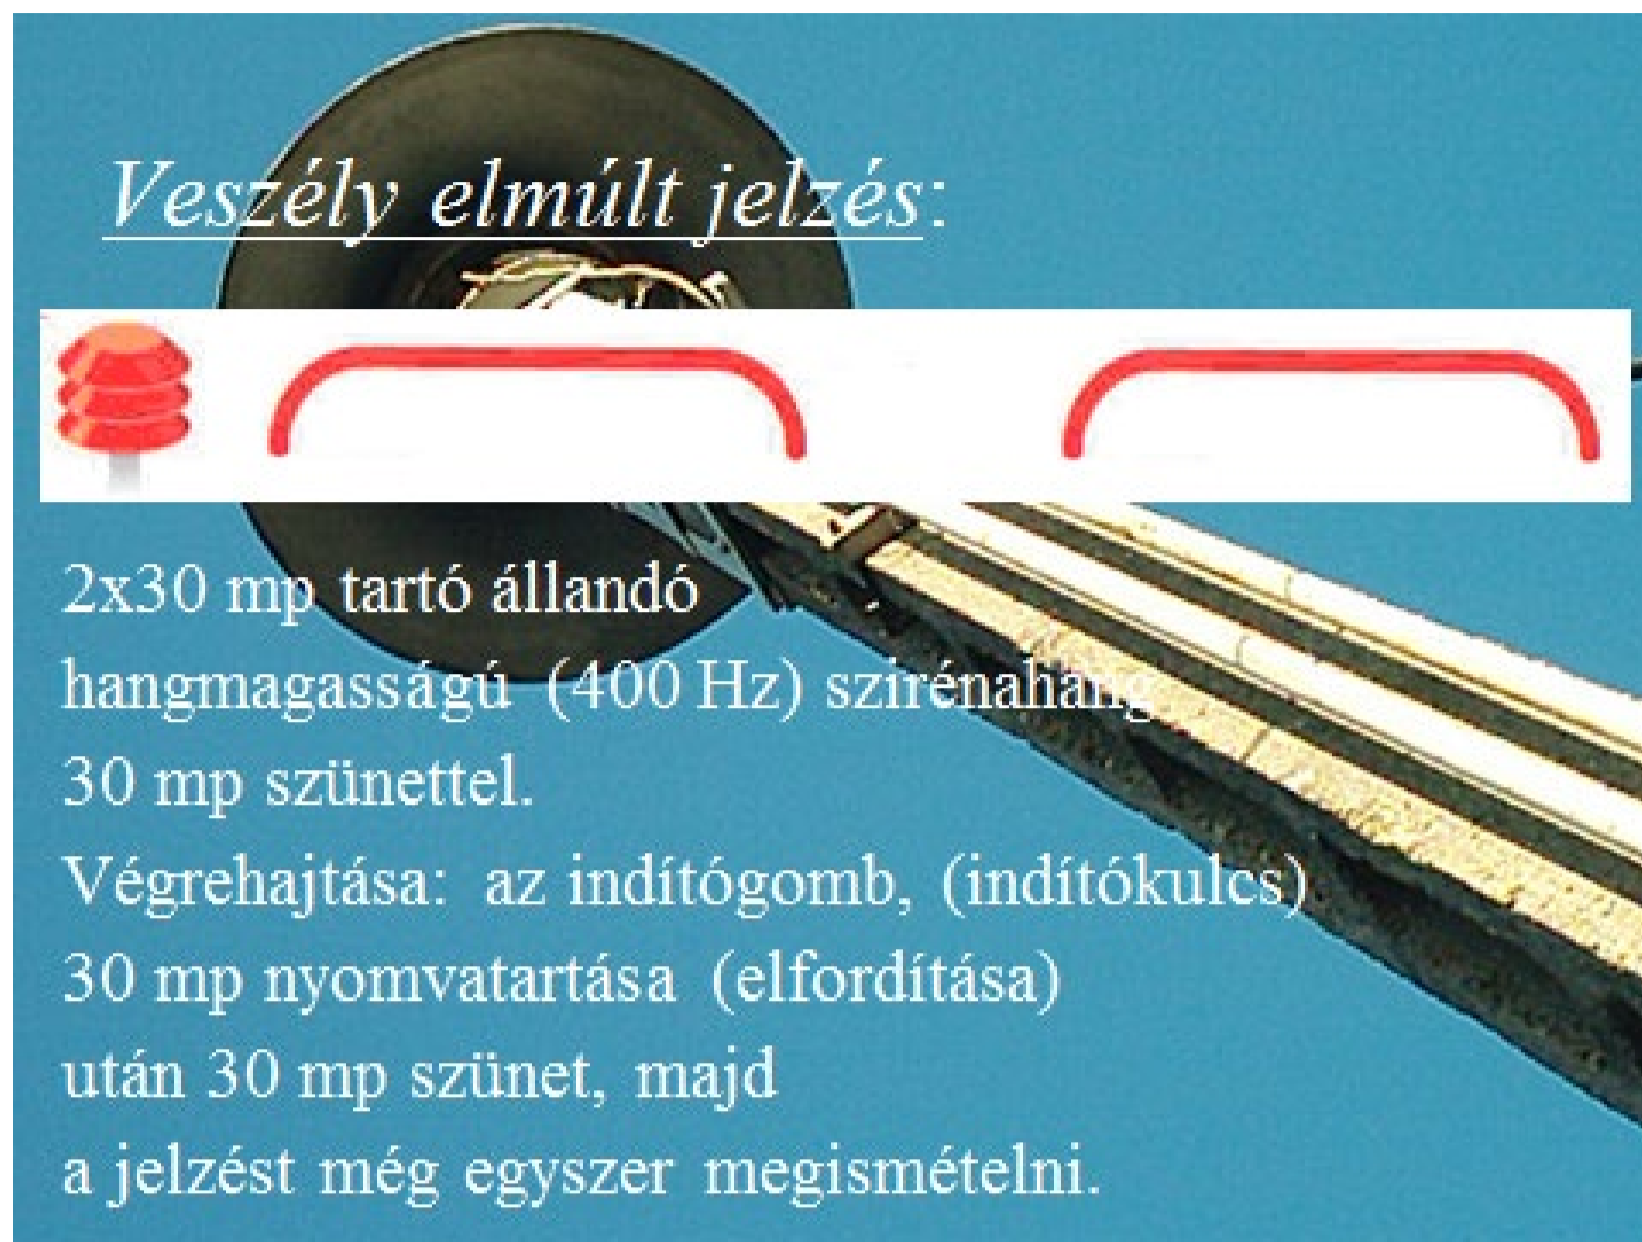 Veszély elmúlt jelzés:
2x30 mp tartó állandó
hangmagasságú (400 Hz) szirénahang
30 mp szünettel.
Végrehajtása: az indítógomb, (indítókulcs)
30 mp nyomvatartása (elfordítása)
után 30 mp szünet, majd
a jelzést még egyszer megismételni.